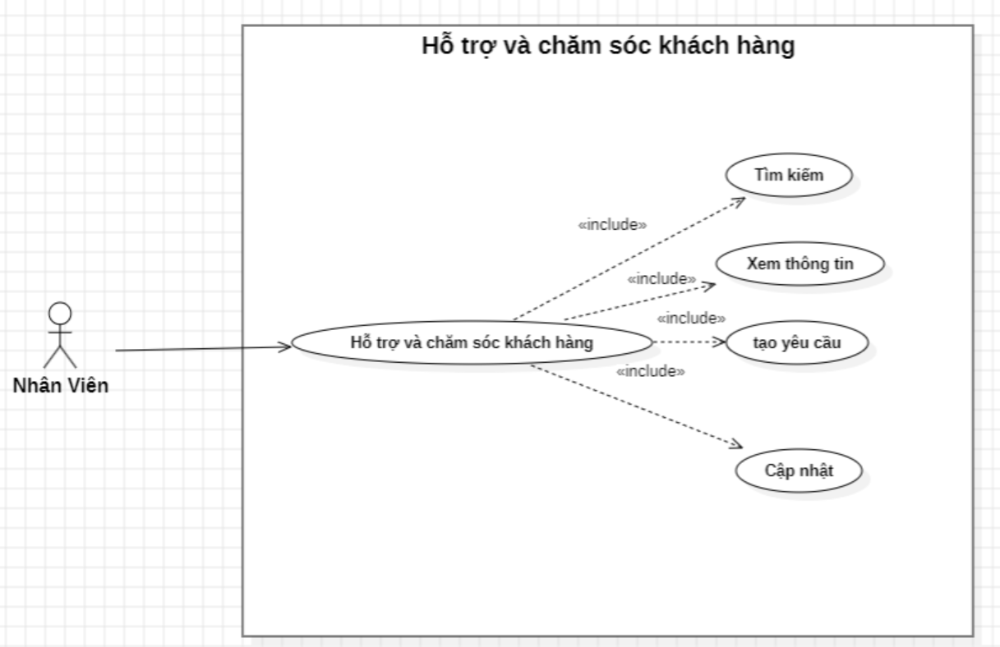 Hỗ trợ và chăm sóc khách hàng
Tìm kiếm
«include»
Xem thông tin
«include»
«include»
Hỗ trợ và chăm sóc khách hàng
tạo yêu cầu
«include»
Nhân Viên
Cập nhật